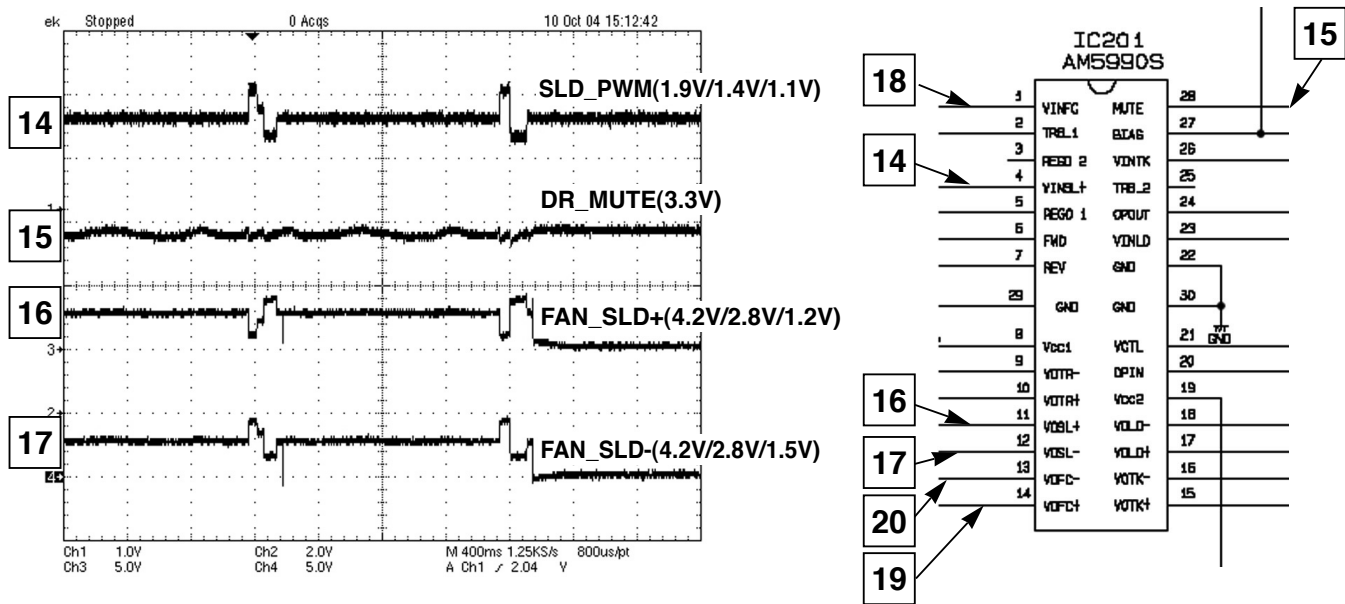 ek Stopped 0 Acqs 10 Oct 04 15:12:42
14 SLD_PWM(1.9V/1.4V/1.1V)
1
15 DR_MUTE(3.3V)
16 FAN_SLD+(4.2V/2.8V/1.2V)
3
2
17 FAN_SLD-(4.2V/2.8V/1.5V)
4
Ch1 1.0V Ch2 2.0V M 400ms 1.25KS/s 800us/pt
Ch3 5.0V Ch4 5.0V A Ch1 / 2.04 V
IC201
AM5990S
15
18
1 VINFC MUTE 28
2 TRB_1 BIAS 27
3 REGO 2 VINTK 26
14
4 VINSL+ TRB_2 25
5 REGO 1 OPOUT 24
6 FWD VINLD 23
7 REV GND 22
29 GND GND 30
GND
8 Vcc1 VCTL 21
9 VOTR- OPIN 20
10 VOTR+ Vcc2 19
16
11 VOSL+ VOLD- 18
17
12 VOSL- VOLD+ 17
13 VOFC- VOTK- 16
20
14 VOFC+ VOTK+ 15
19